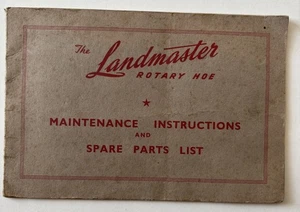 The Landmaster
ROTARY HOE
MAINTENANCE INSTRUCTIONS
AND
SPARE PARTS LIST